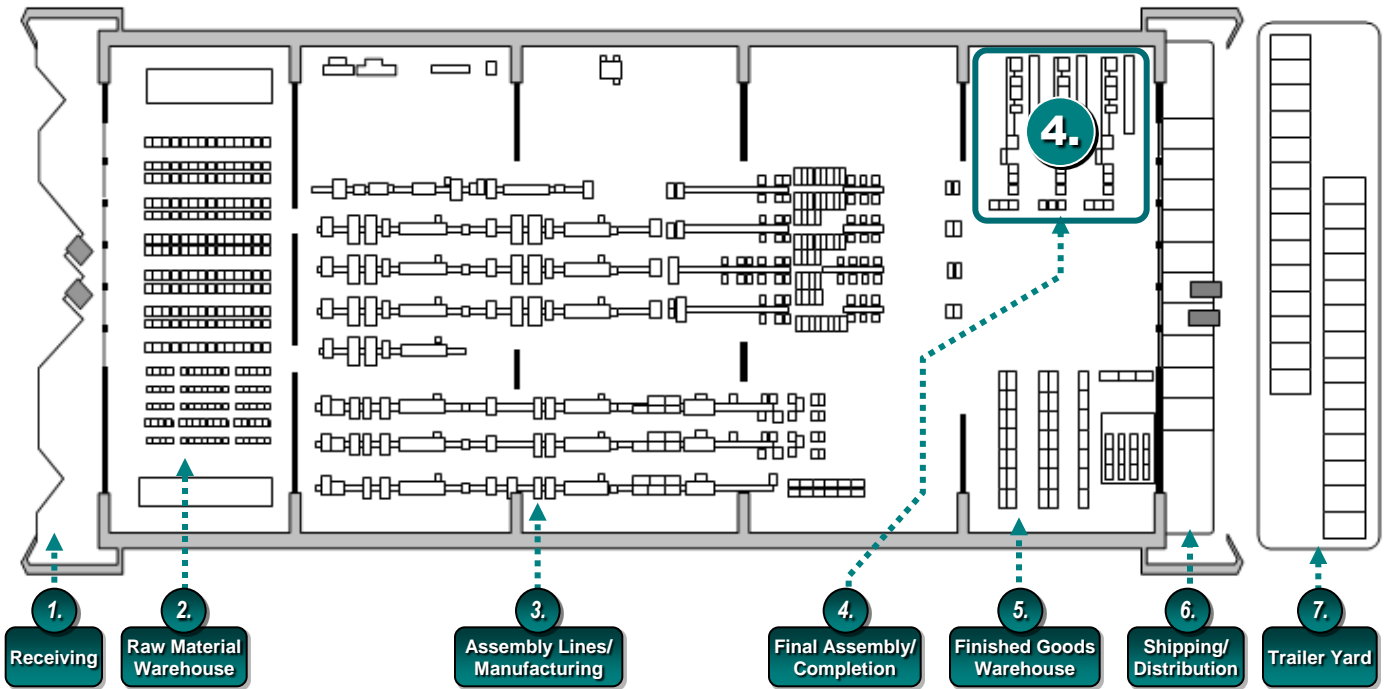 4.
1.
Receiving
2.
Raw Material
Warehouse
3.
Assembly Lines/
Manufacturing
4.
Final Assembly/
Completion
5.
Finished Goods
Warehouse
6.
Shipping/
Distribution
7.
Trailer Yard